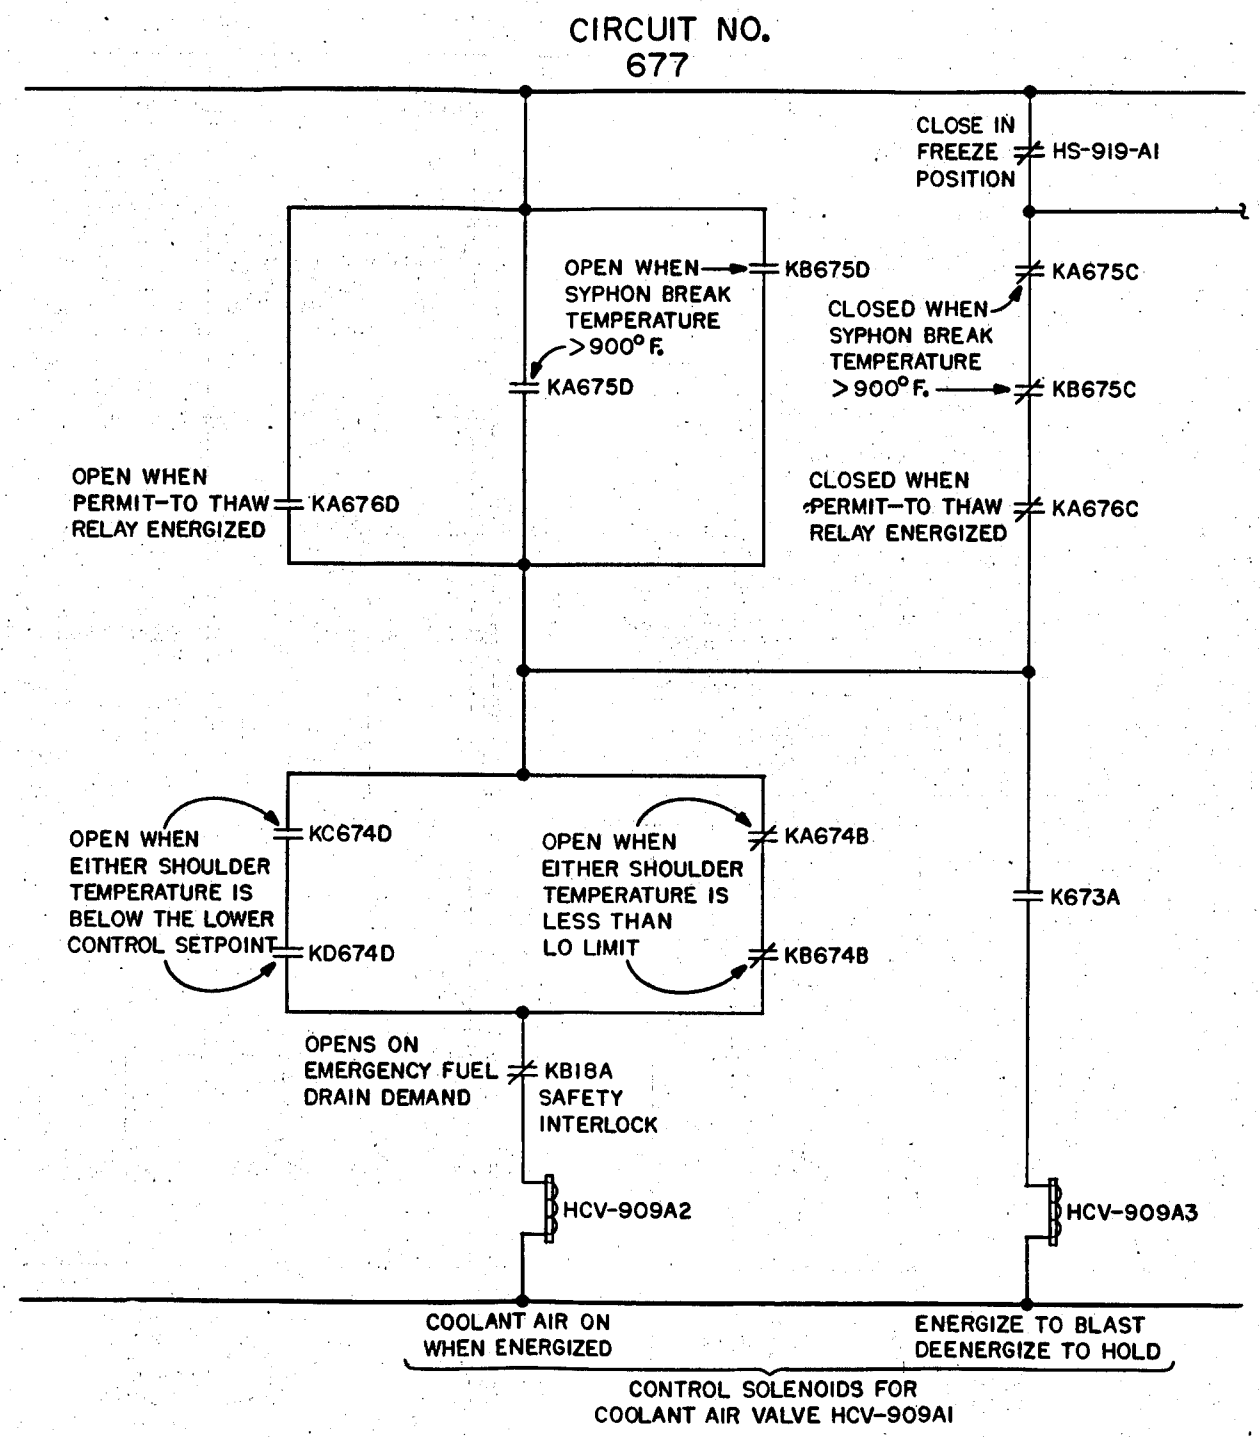 CIRCUIT NO.
677
CLOSE IN
FREEZE
POSITION
HS-919-A1
OPEN WHEN
SYPHON BREAK
TEMPERATURE
>900°F.
KB675D
KA675D
KA675C
CLOSED WHEN
SYPHON BREAK
TEMPERATURE
>900°F.
KB675C
OPEN WHEN
PERMIT-TO THAW
RELAY ENERGIZED
KA676D
CLOSED WHEN
PERMIT-TO THAW
RELAY ENERGIZED
KA676C
OPEN WHEN
EITHER SHOULDER
TEMPERATURE IS
BELOW THE LOWER
CONTROL SETPOINT
KC674D
KD674D
OPEN WHEN
EITHER SHOULDER
TEMPERATURE IS
LESS THAN
LO LIMIT
KA674B
KB674B
K673A
OPENS ON
EMERGENCY FUEL
DRAIN DEMAND
KB18A
SAFETY
INTERLOCK
HCV-909A2
HCV-909A3
COOLANT AIR ON
WHEN ENERGIZED
ENERGIZE TO BLAST
DEENERGIZE TO HOLD
CONTROL SOLENOIDS FOR
COOLANT AIR VALVE HCV-909A1